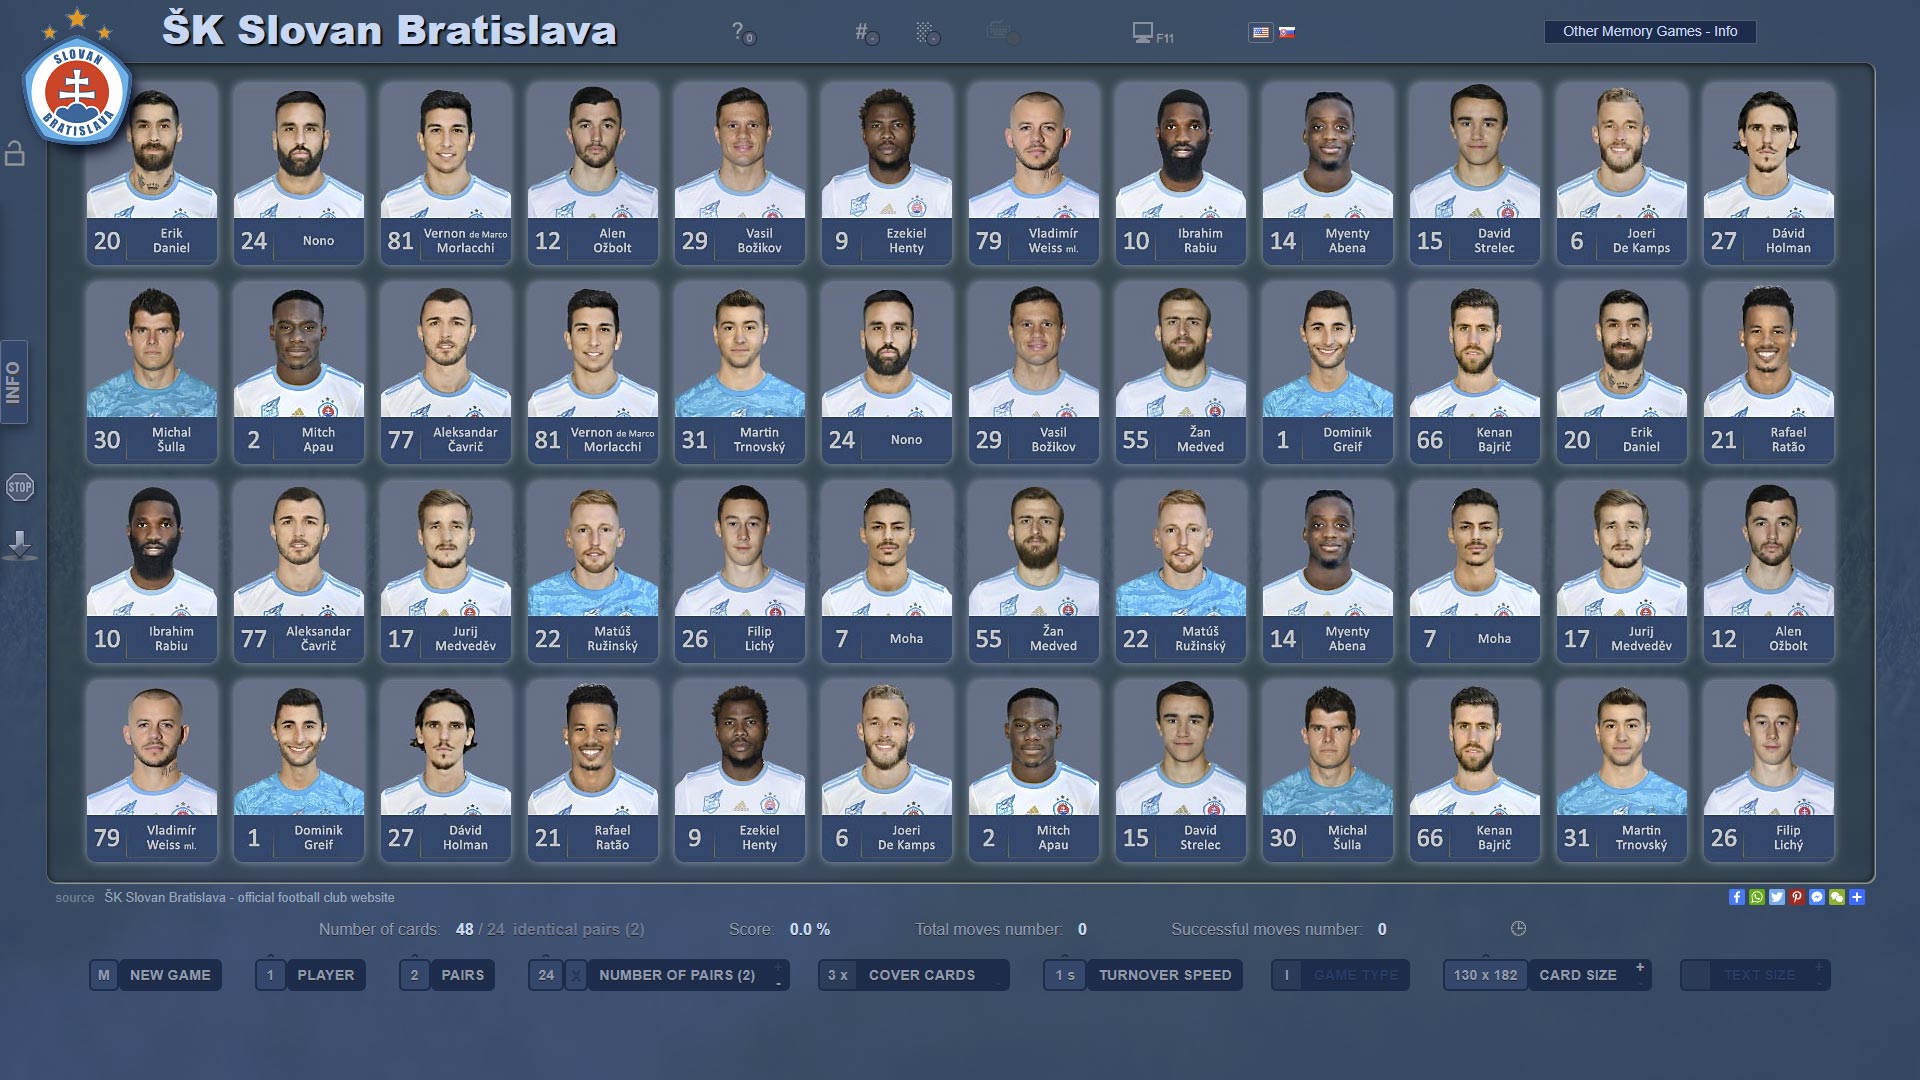 ŠK Slovan Bratislava
? 0
# -
-
F11
Other Memory Games - Info
SLOVAN
BRATISLAVA
20 Erik Daniel
24 Nono
81 Vernon de Marco Morlacchi
12 Alen Ožbolt
29 Vasil Božikov
9 Ezekiel Henty
79 Vladimír Weiss ml.
10 Ibrahim Rabiu
14 Myenty Abena
15 David Strelec
6 Joeri De Kamps
27 Dávid Holman
INFO
30 Michal Šulla
2 Mitch Apau
77 Aleksandar Čavrič
81 Vernon de Marco Morlacchi
31 Martin Trnovský
24 Nono
29 Vasil Božikov
55 Žan Medved
1 Dominik Greif
66 Kenan Bajrič
20 Erik Daniel
21 Rafael Ratão
STOP
10 Ibrahim Rabiu
77 Aleksandar Čavrič
17 Jurij Medveděv
22 Matúš Ružinský
26 Filip Lichý
7 Moha
55 Žan Medved
22 Matúš Ružinský
14 Myenty Abena
7 Moha
17 Jurij Medveděv
12 Alen Ožbolt
79 Vladimír Weiss ml.
1 Dominik Greif
27 Dávid Holman
21 Rafael Ratão
9 Ezekiel Henty
6 Joeri De Kamps
2 Mitch Apau
15 David Strelec
30 Michal Šulla
66 Kenan Bajrič
31 Martin Trnovský
26 Filip Lichý
source ŠK Slovan Bratislava - official football club website
Number of cards: 48 / 24 identical pairs (2) Score: 0.0 % Total moves number: 0 Successful moves number: 0
M NEW GAME 1 PLAYER 2 PAIRS 24 X NUMBER OF PAIRS (2) + - 3 x COVER CARDS 1 s TURNOVER SPEED I GAME TYPE 130 x 182 CARD SIZE + - TEXT SIZE + -